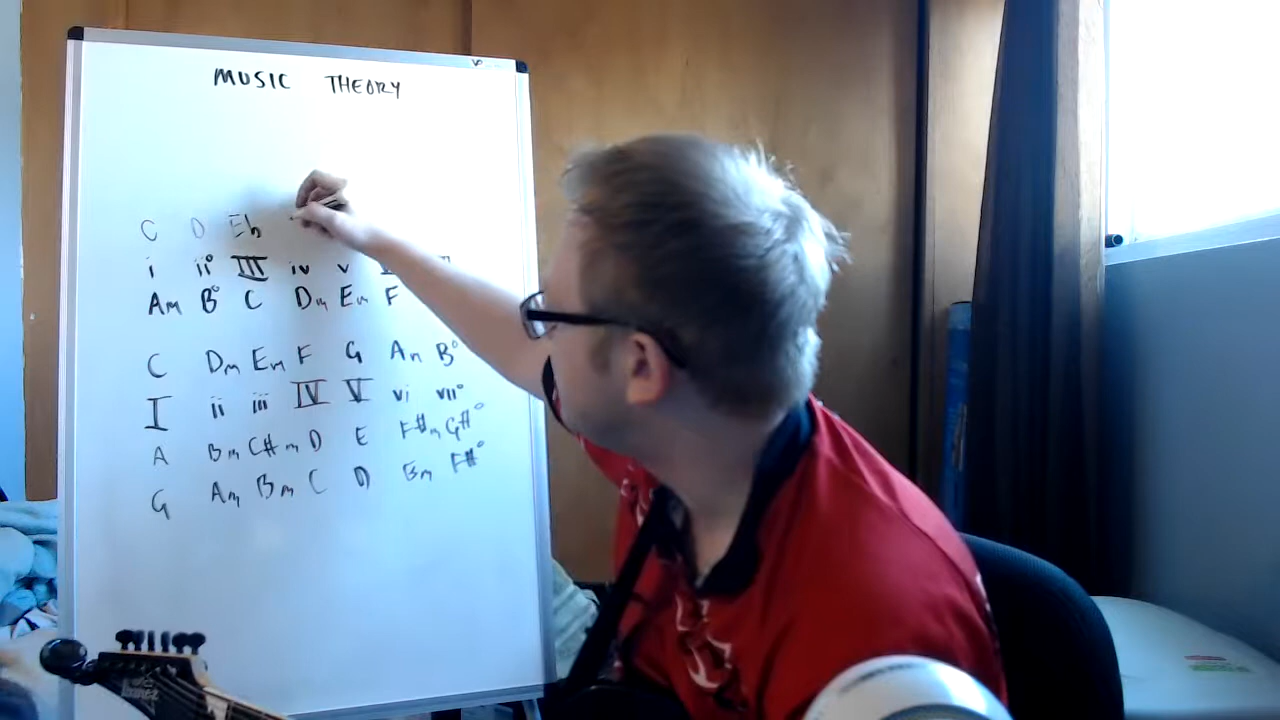 MUSIC THEORY
C D Eb
i ii° III iv v
Am B° C Dm Em F
C Dm Em F G Am B°
I ii iii IV V vi vii°
A Bm C#m D E F#m G#°
G Am Bm C D Em F#°
Ibanez